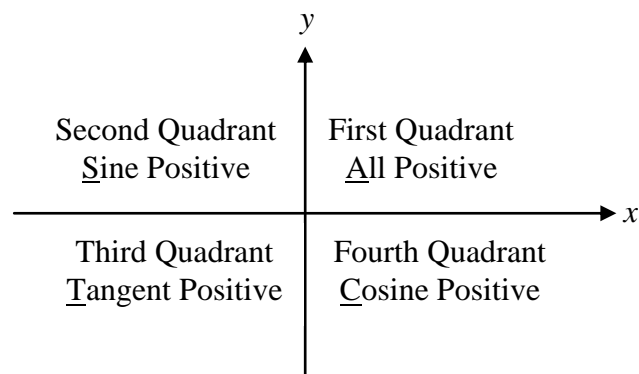 y
Second Quadrant
Sine Positive
First Quadrant
All Positive
x
Third Quadrant
Tangent Positive
Fourth Quadrant
Cosine Positive